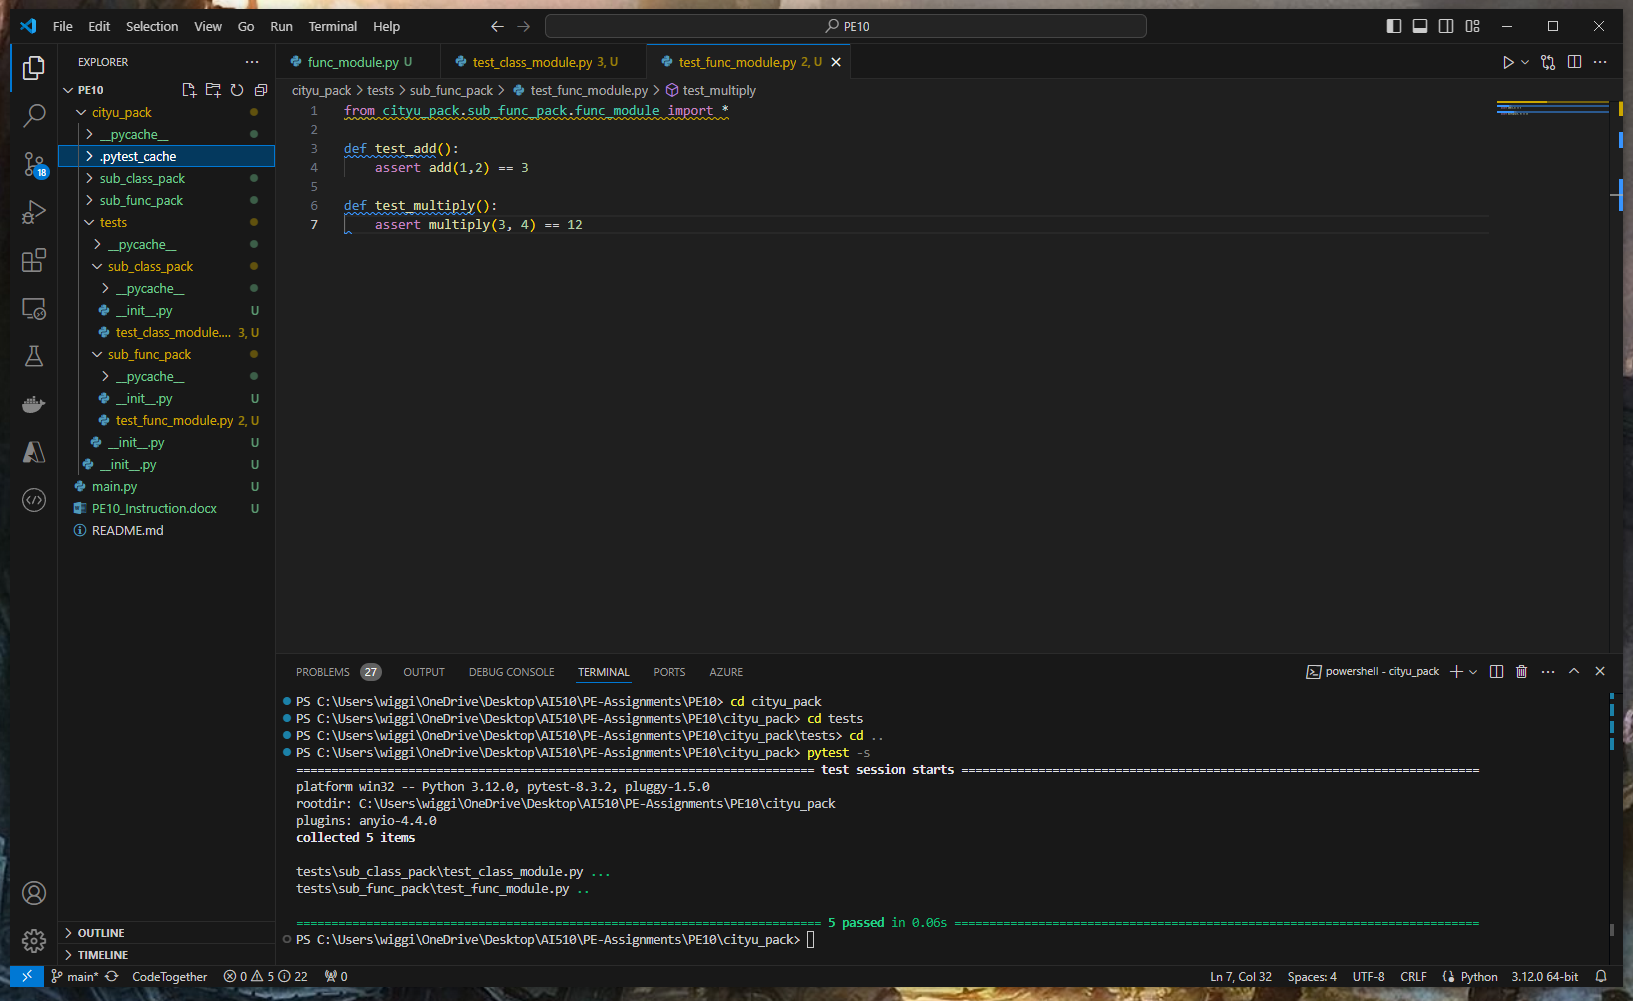 File Edit Selection View Go Run Terminal Help
PE10
EXPLORER
func_module.py U
test_class_module.py 3, U
test_func_module.py 2, U
PE10
cityu_pack > tests > sub_func_pack > test_func_module.py > test_multiply
cityu_pack
__pycache__
.pytest_cache
18
sub_class_pack
sub_func_pack
tests
__pycache__
sub_class_pack
__pycache__
__init__.py U
test_class_module.... 3, U
sub_func_pack
__pycache__
__init__.py U
test_func_module.py 2, U
__init__.py U
__init__.py U
main.py U
PE10_Instruction.docx U
README.md
OUTLINE
TIMELINE
1 from cityu_pack.sub_func_pack.func_module import *
2
3 def test_add():
4 assert add(1,2) == 3
5
6 def test_multiply():
7 assert multiply(3, 4) == 12
PROBLEMS 27 OUTPUT DEBUG CONSOLE TERMINAL PORTS AZURE
powershell - cityu_pack
PS C:\Users\wiggi\OneDrive\Desktop\AI510\PE-Assignments\PE10> cd cityu_pack
PS C:\Users\wiggi\OneDrive\Desktop\AI510\PE-Assignments\PE10\cityu_pack> cd tests
PS C:\Users\wiggi\OneDrive\Desktop\AI510\PE-Assignments\PE10\cityu_pack\tests> cd ..
PS C:\Users\wiggi\OneDrive\Desktop\AI510\PE-Assignments\PE10\cityu_pack> pytest -s
========================================================================== test session starts ==========================================================================
platform win32 -- Python 3.12.0, pytest-8.3.2, pluggy-1.5.0
rootdir: C:\Users\wiggi\OneDrive\Desktop\AI510\PE-Assignments\PE10\cityu_pack
plugins: anyio-4.4.0
collected 5 items
tests\sub_class_pack\test_class_module.py ...
tests\sub_func_pack\test_func_module.py ..
=========================================================================== 5 passed in 0.06s ===========================================================================
PS C:\Users\wiggi\OneDrive\Desktop\AI510\PE-Assignments\PE10\cityu_pack>
main* CodeTogether 0 5 22 0
Ln 7, Col 32 Spaces: 4 UTF-8 CRLF Python 3.12.0 64-bit